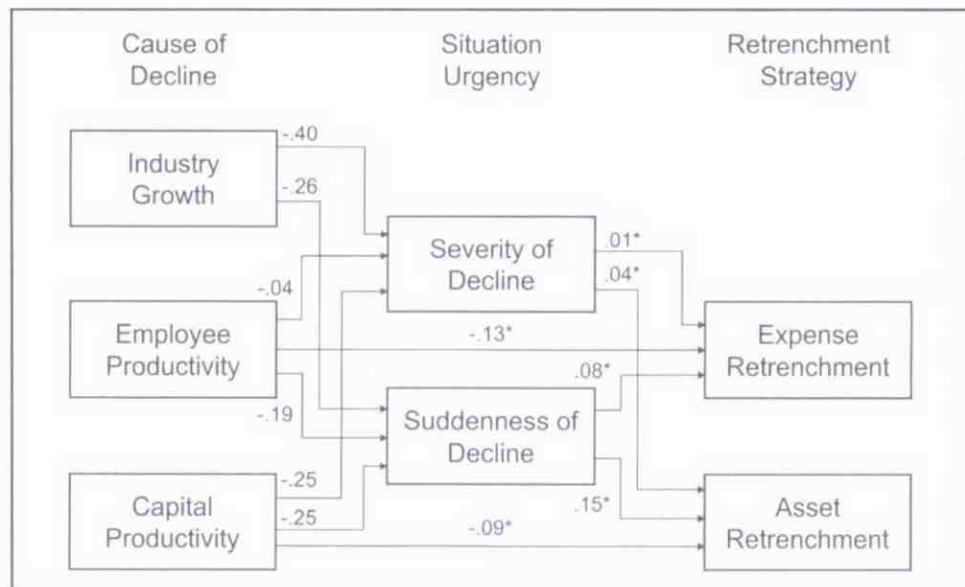 Cause of
Decline
Situation
Urgency
Retrenchment
Strategy
Industry
Growth
-.40
-.26
Severity of
Decline
.01*
.04*
Employee
Productivity
-.04
-.13*
-.19
Expense
Retrenchment
.08*
Suddenness of
Decline
.15*
Capital
Productivity
-.25
-.25
-.09*
Asset
Retrenchment